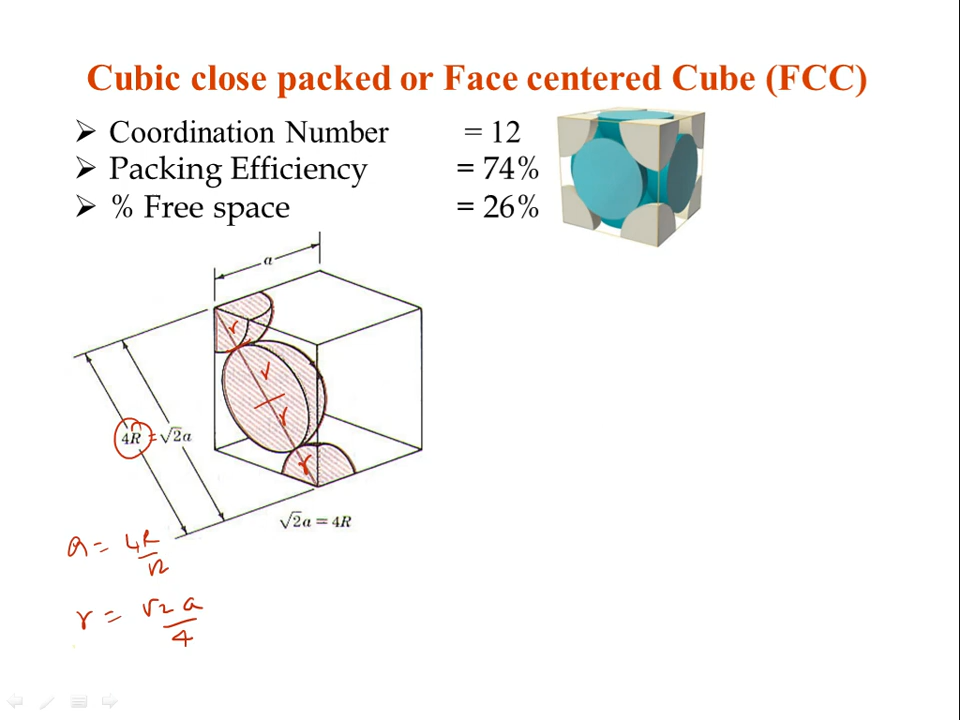 Cubic close packed or Face centered Cube (FCC)
➢ Coordination Number = 12
➢ Packing Efficiency = 74%
➢ % Free space = 26%
a
r
r
r
4R = √2a
r
√2a = 4R
a = 4R/√2
r = √2 a/4